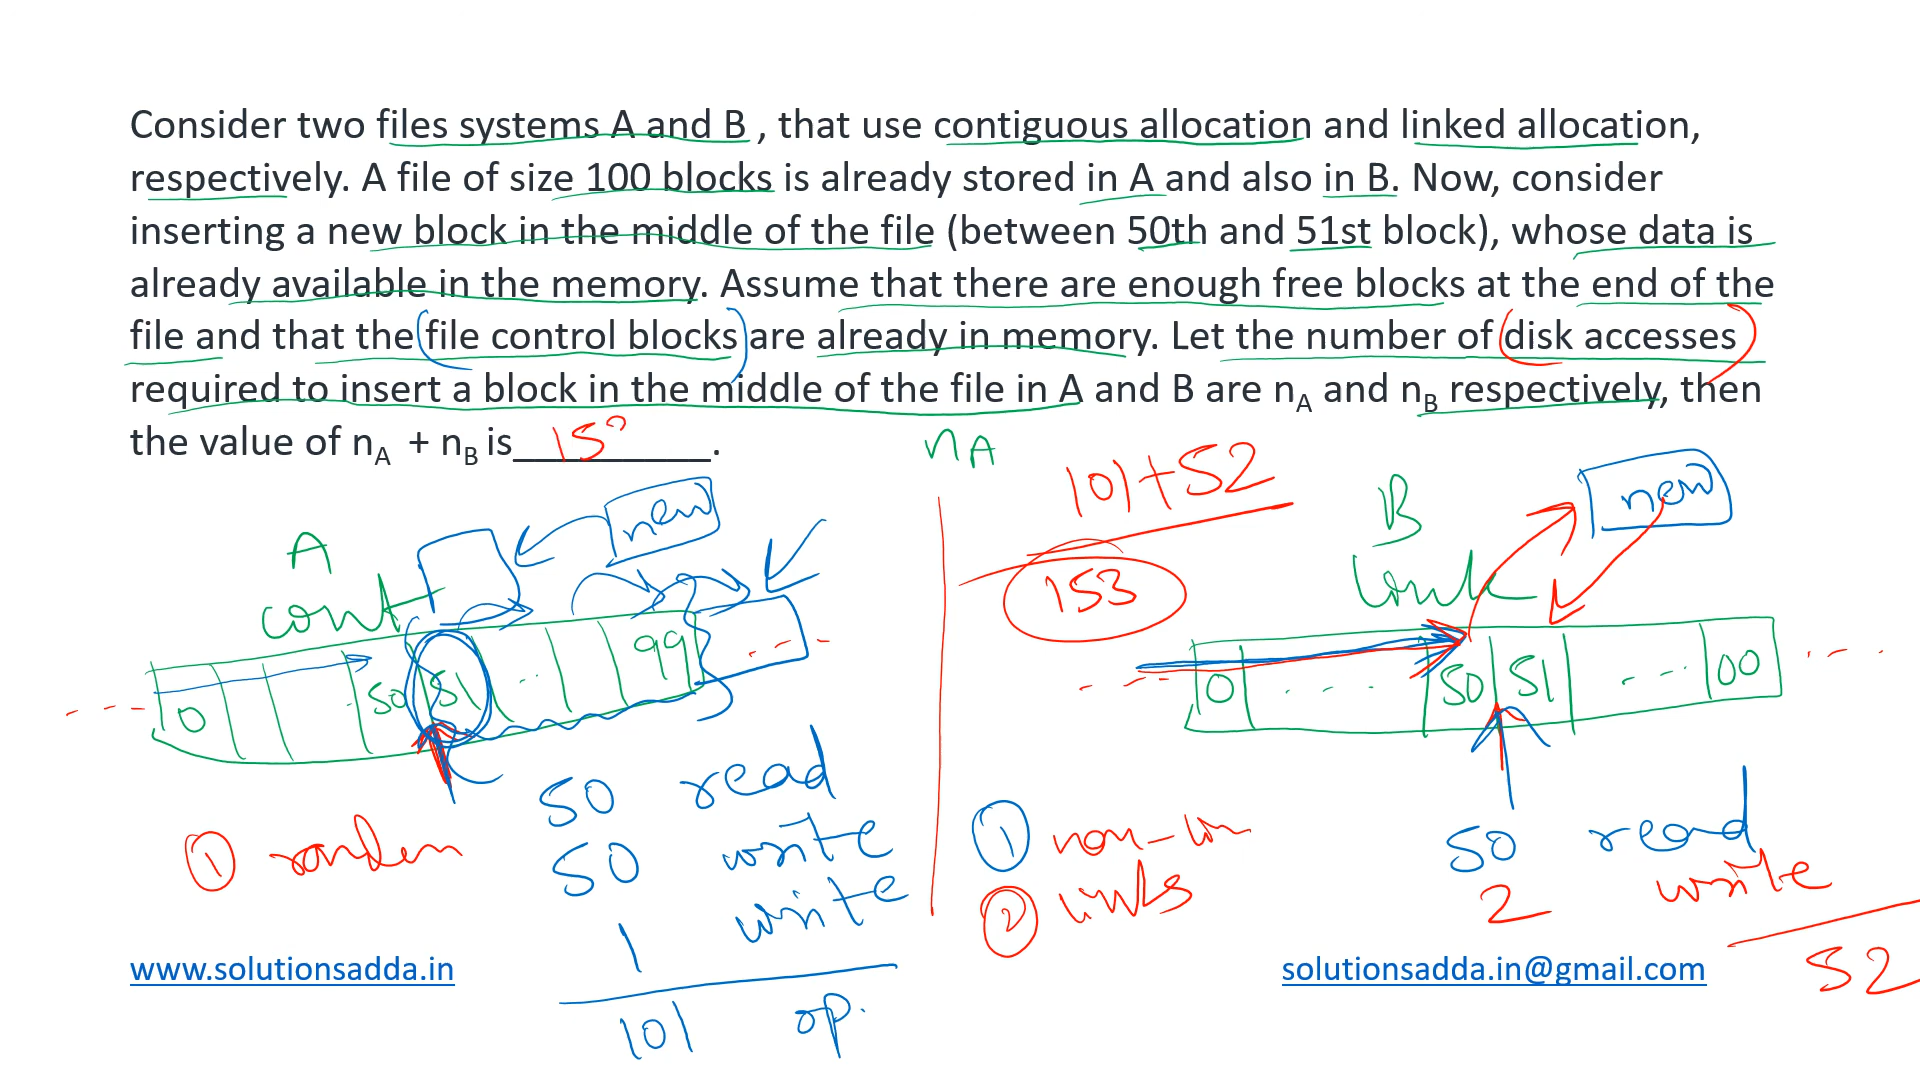 Consider two files systems A and B , that use contiguous allocation and linked allocation,
respectively. A file of size 100 blocks is already stored in A and also in B. Now, consider
inserting a new block in the middle of the file (between 50th and 51st block), whose data is
already available in the memory. Assume that there are enough free blocks at the end of the
file and that the file control blocks are already in memory. Let the number of disk accesses
required to insert a block in the middle of the file in A and B are nA and nB respectively, then
the value of nA + nB is__________.
nA
101+52
153
A
cont
new
0 50 51 99
50 read
50 write
1 write
101 op.
① random
B
new
0 50 51 00
① non-
② links
50 read
2 write
52
www.solutionsadda.in
solutionsadda.in@gmail.com